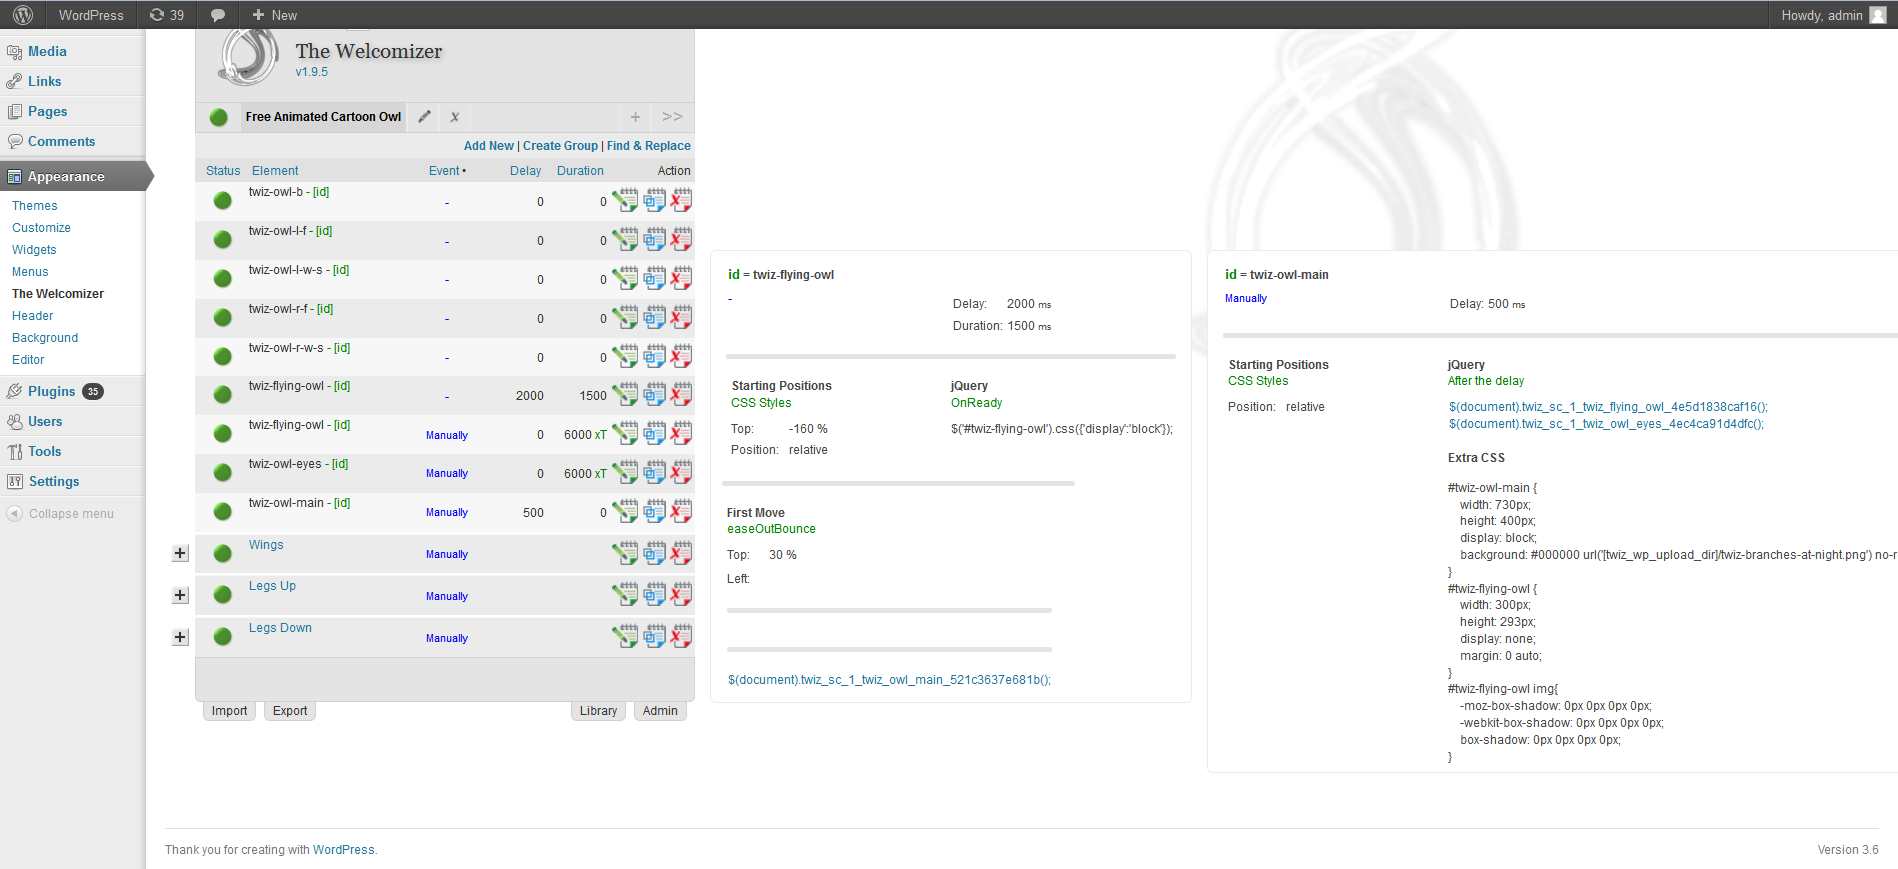 WordPress
39
New
Howdy, admin
Media
Links
Pages
Comments
Appearance
Themes
Customize
Widgets
Menus
The Welcomizer
Header
Background
Editor
Plugins 35
Users
Tools
Settings
Collapse menu
The Welcomizer
v1.9.5
Free Animated Cartoon Owl x + >>
Add New | Create Group | Find & Replace
Status Element Event • Delay Duration Action
twiz-owl-b - [id] - 0 0
twiz-owl-l-f - [id] - 0 0
twiz-owl-l-w-s - [id] - 0 0
twiz-owl-r-f - [id] - 0 0
twiz-owl-r-w-s - [id] - 0 0
twiz-flying-owl - [id] - 2000 1500
twiz-flying-owl - [id] Manually 0 6000 xT
twiz-owl-eyes - [id] Manually 0 6000 xT
twiz-owl-main - [id] Manually 500 0
+ Wings Manually
+ Legs Up Manually
+ Legs Down Manually
Import Export Library Admin
id = twiz-flying-owl
-
Delay: 2000 ms
Duration: 1500 ms
Starting Positions
CSS Styles
Top: -160 %
Position: relative
jQuery
OnReady
$('#twiz-flying-owl').css({'display':'block'});
First Move
easeOutBounce
Top: 30 %
Left:
$(document).twiz_sc_1_twiz_owl_main_521c3637e681b();
id = twiz-owl-main
Manually
Delay: 500 ms
Starting Positions
CSS Styles
Position: relative
jQuery
After the delay
$(document).twiz_sc_1_twiz_flying_owl_4e5d1838caf16();
$(document).twiz_sc_1_twiz_owl_eyes_4ec4ca91d4dfc();
Extra CSS
#twiz-owl-main {
width: 730px;
height: 400px;
display: block;
background: #000000 url('[twiz_wp_upload_dir]/twiz-branches-at-night.png') no-r
}
#twiz-flying-owl {
width: 300px;
height: 293px;
display: none;
margin: 0 auto;
}
#twiz-flying-owl img{
-moz-box-shadow: 0px 0px 0px 0px;
-webkit-box-shadow: 0px 0px 0px 0px;
box-shadow: 0px 0px 0px 0px;
}
Thank you for creating with WordPress.
Version 3.6